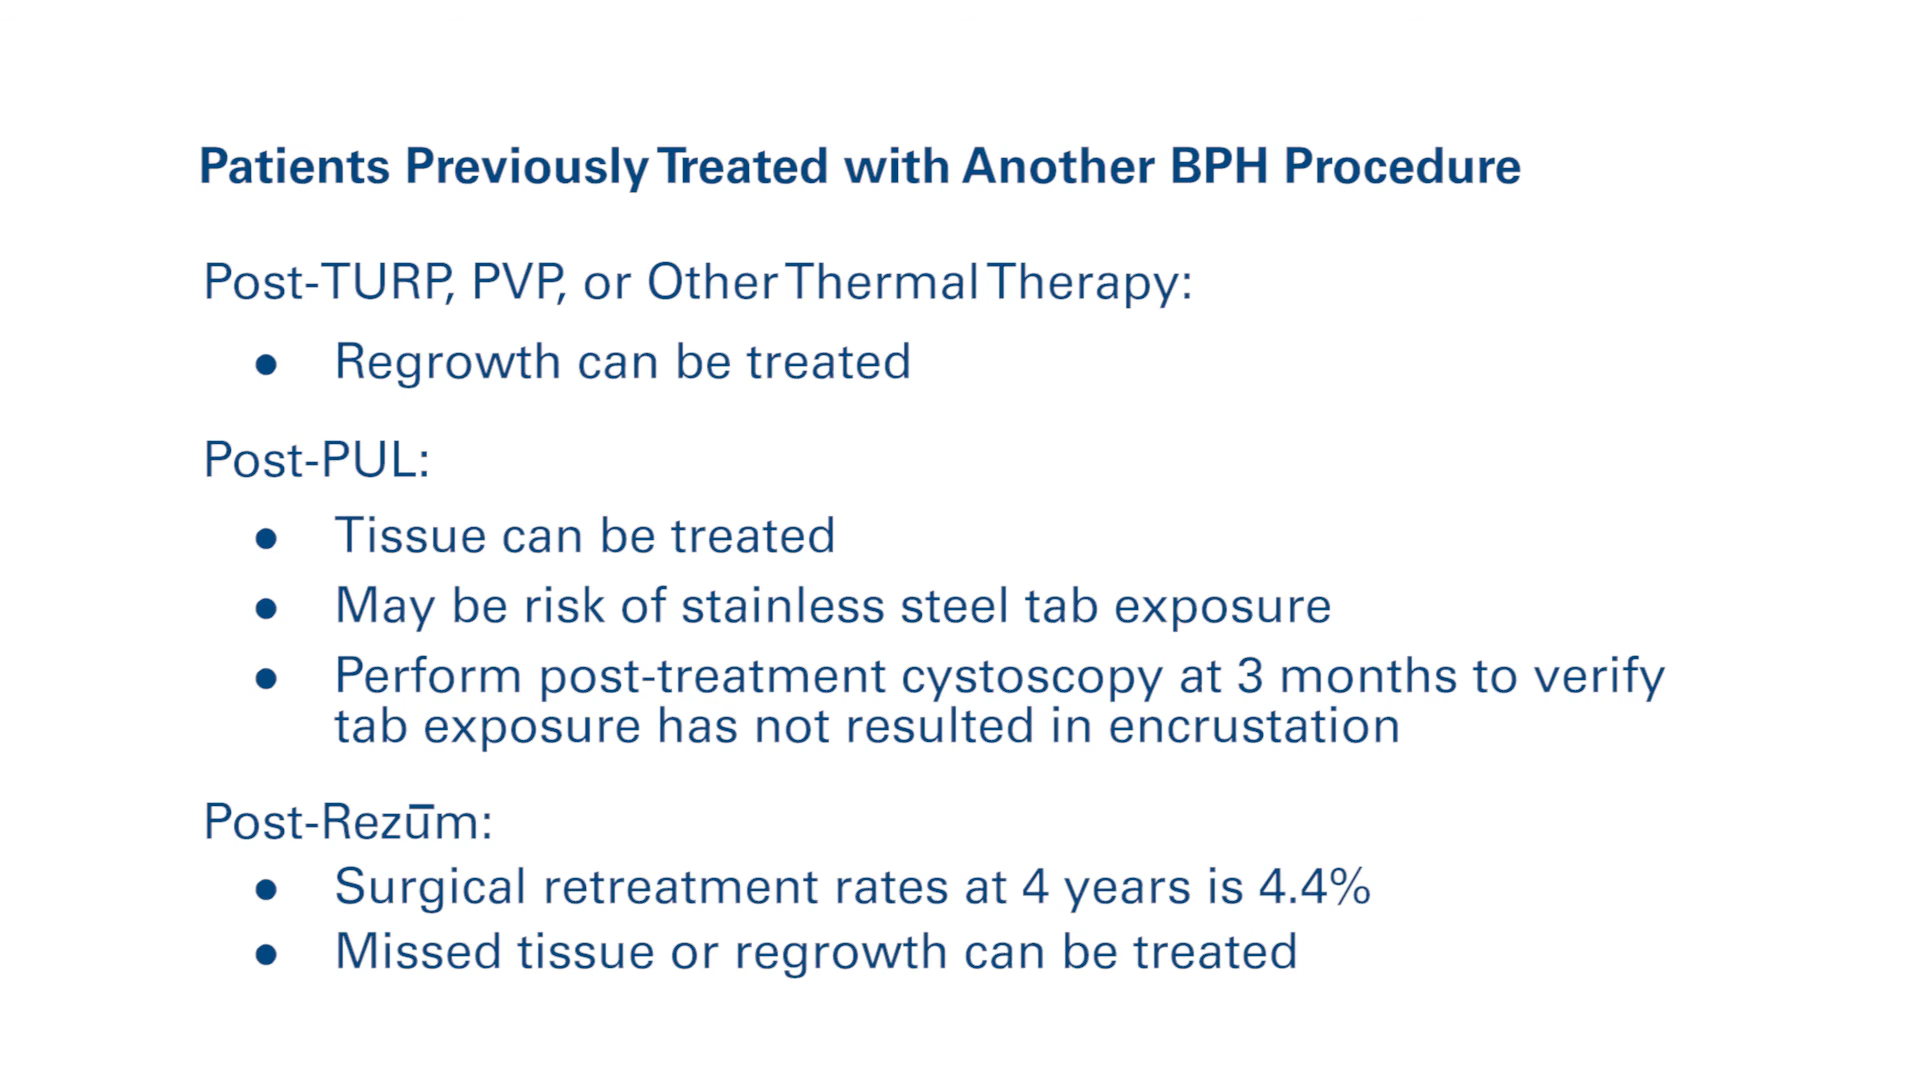 Patients Previously Treated with Another BPH Procedure
Post-TURP, PVP, or Other Thermal Therapy:
● Regrowth can be treated
Post-PUL:
● Tissue can be treated
● May be risk of stainless steel tab exposure
● Perform post-treatment cystoscopy at 3 months to verify
tab exposure has not resulted in encrustation
Post-Rezūm:
● Surgical retreatment rates at 4 years is 4.4%
● Missed tissue or regrowth can be treated